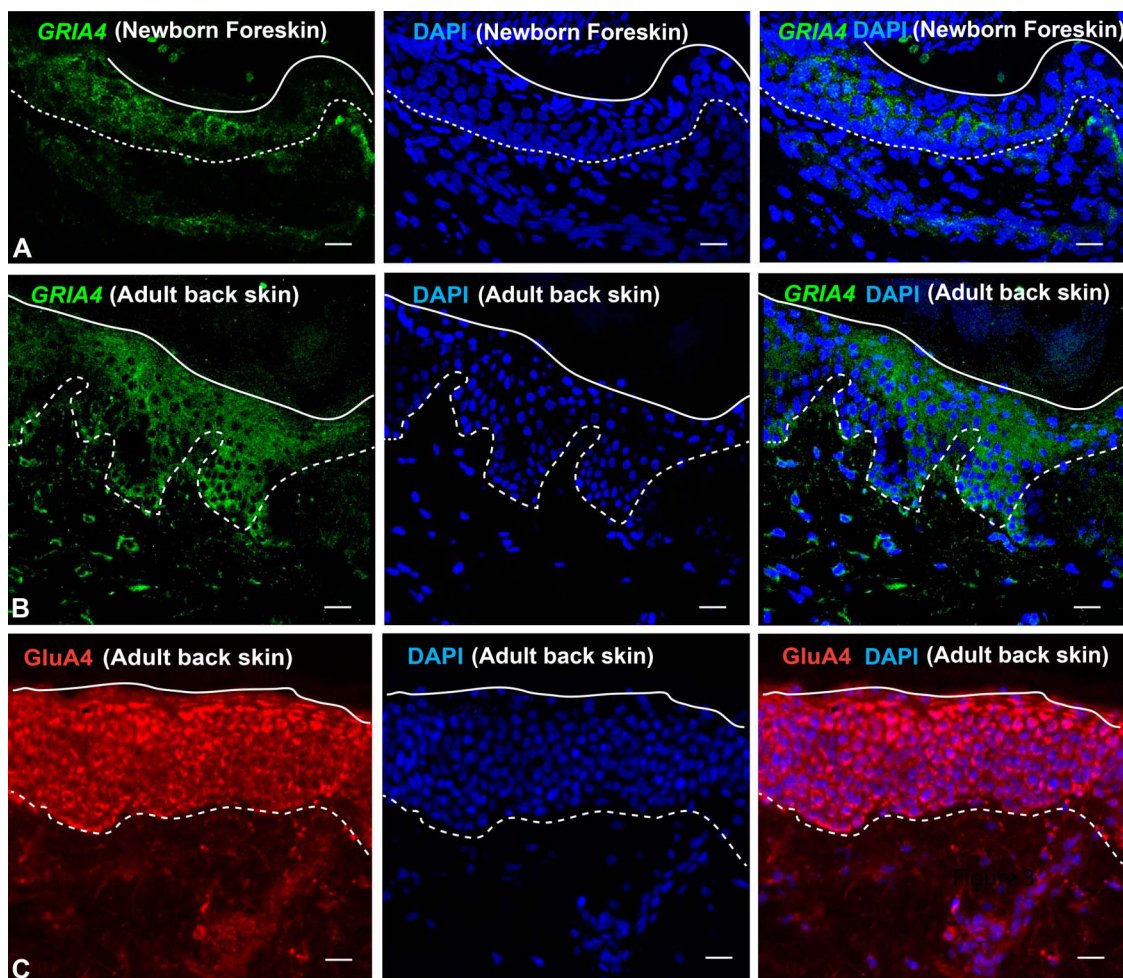 GRIA4 (Newborn Foreskin)
DAPI (Newborn Foreskin)
GRIA4 DAPI (Newborn Foreskin)
A
GRIA4 (Adult back skin)
DAPI (Adult back skin)
GRIA4 DAPI (Adult back skin)
B
GluA4 (Adult back skin)
DAPI (Adult back skin)
GluA4 DAPI (Adult back skin)
Figure 3
C